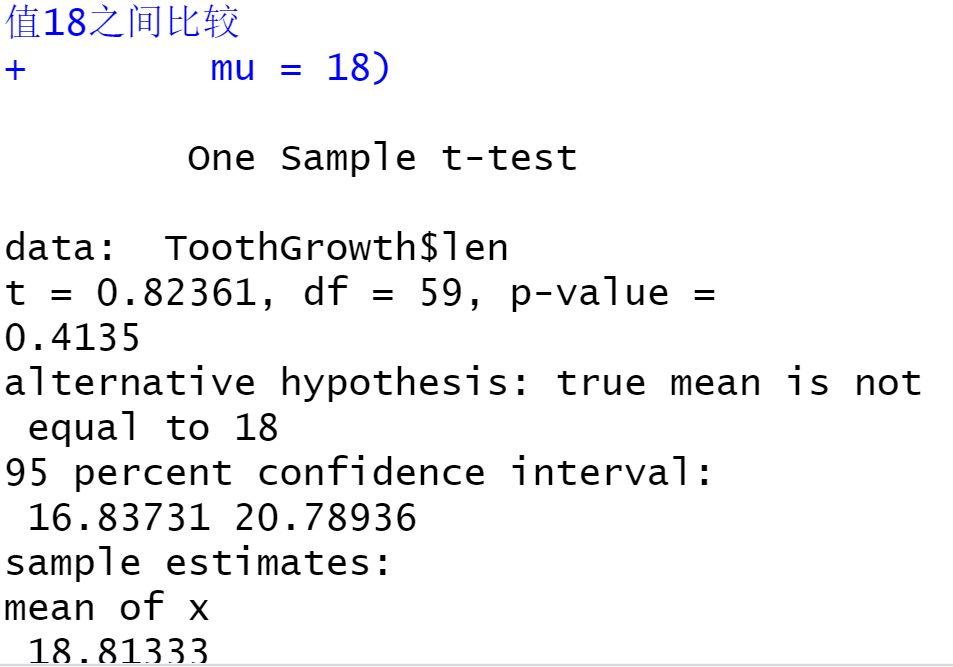 值18之间比较
+        mu = 18)
One Sample t-test
data:  ToothGrowth$len
t = 0.82361, df = 59, p-value =
0.4135
alternative hypothesis: true mean is not
 equal to 18
95 percent confidence interval:
 16.83731 20.78936
sample estimates:
mean of x
 18.81333